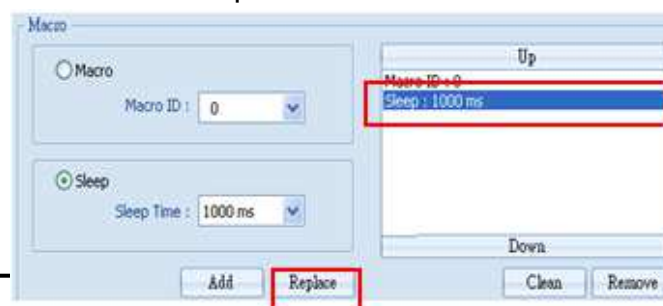 Macro
Macro
Macro ID : 0
Sleep
Sleep Time : 1000 ms
Add Replace
Up
Macro ID : 0
Sleep : 1000 ms
Down
Clean Remove